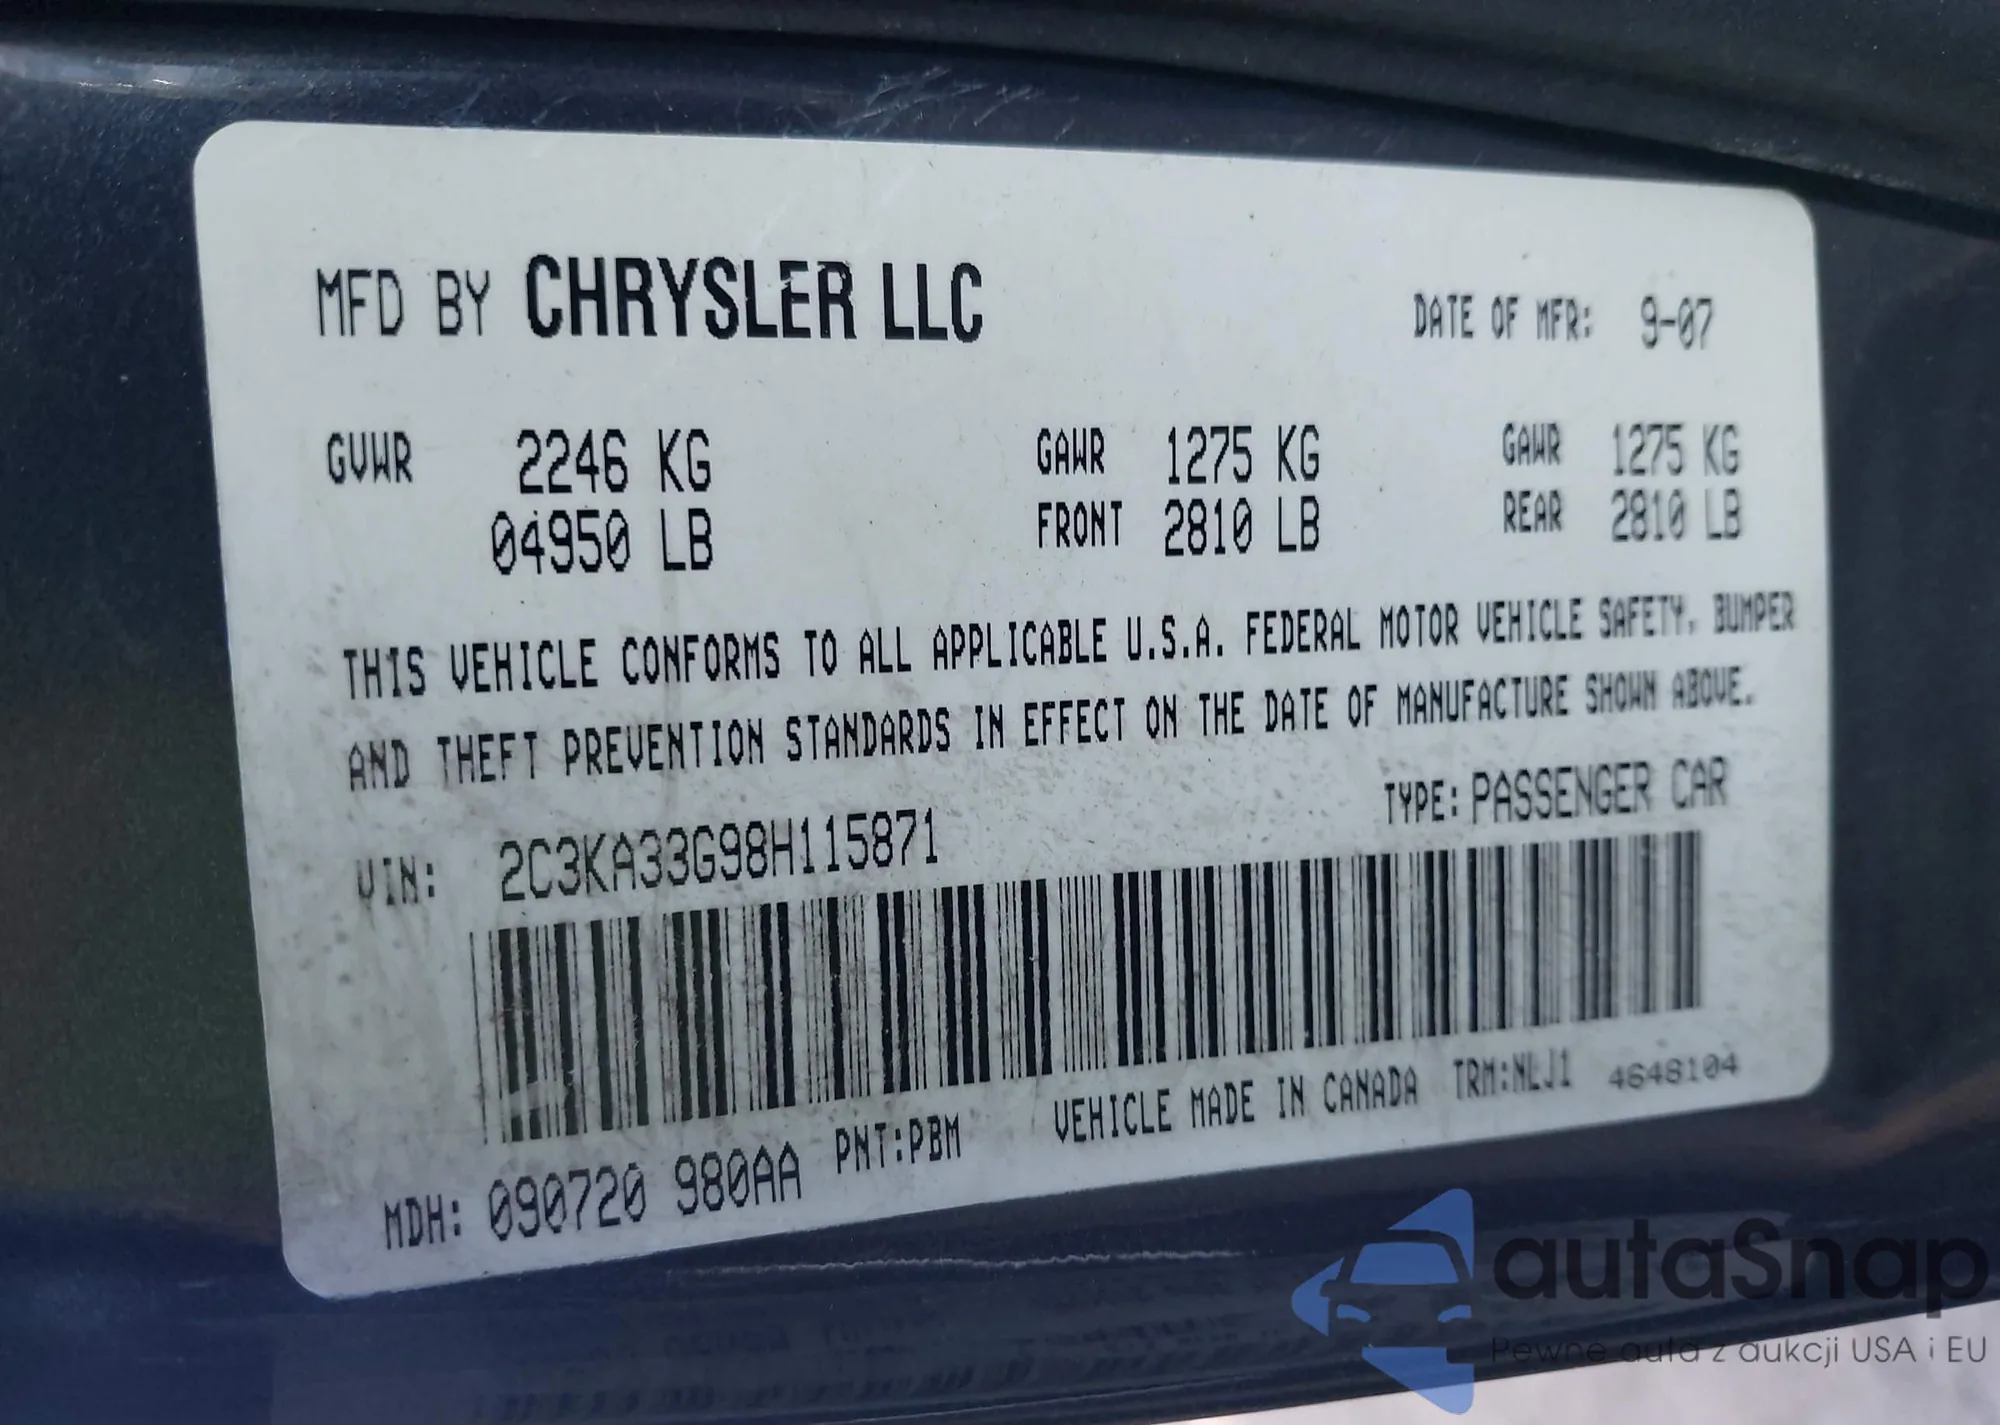 MFD BY CHRYSLER LLC DATE OF MFR: 9-07
GVWR 2246 KG GAWR 1275 KG GAWR 1275 KG
04950 LB FRONT 2810 LB REAR 2810 LB
THIS VEHICLE CONFORMS TO ALL APPLICABLE U.S.A. FEDERAL MOTOR VEHICLE SAFETY, BUMPER
AND THEFT PREVENTION STANDARDS IN EFFECT ON THE DATE OF MANUFACTURE SHOWN ABOVE.
VIN: 2C3KA33G98H115871 TYPE: PASSENGER CAR
MDH: 090720 980AA PNT:PBM VEHICLE MADE IN CANADA TRM:NLJ1 4648104
autaSnap
Pewne auta z aukcji USA i EU